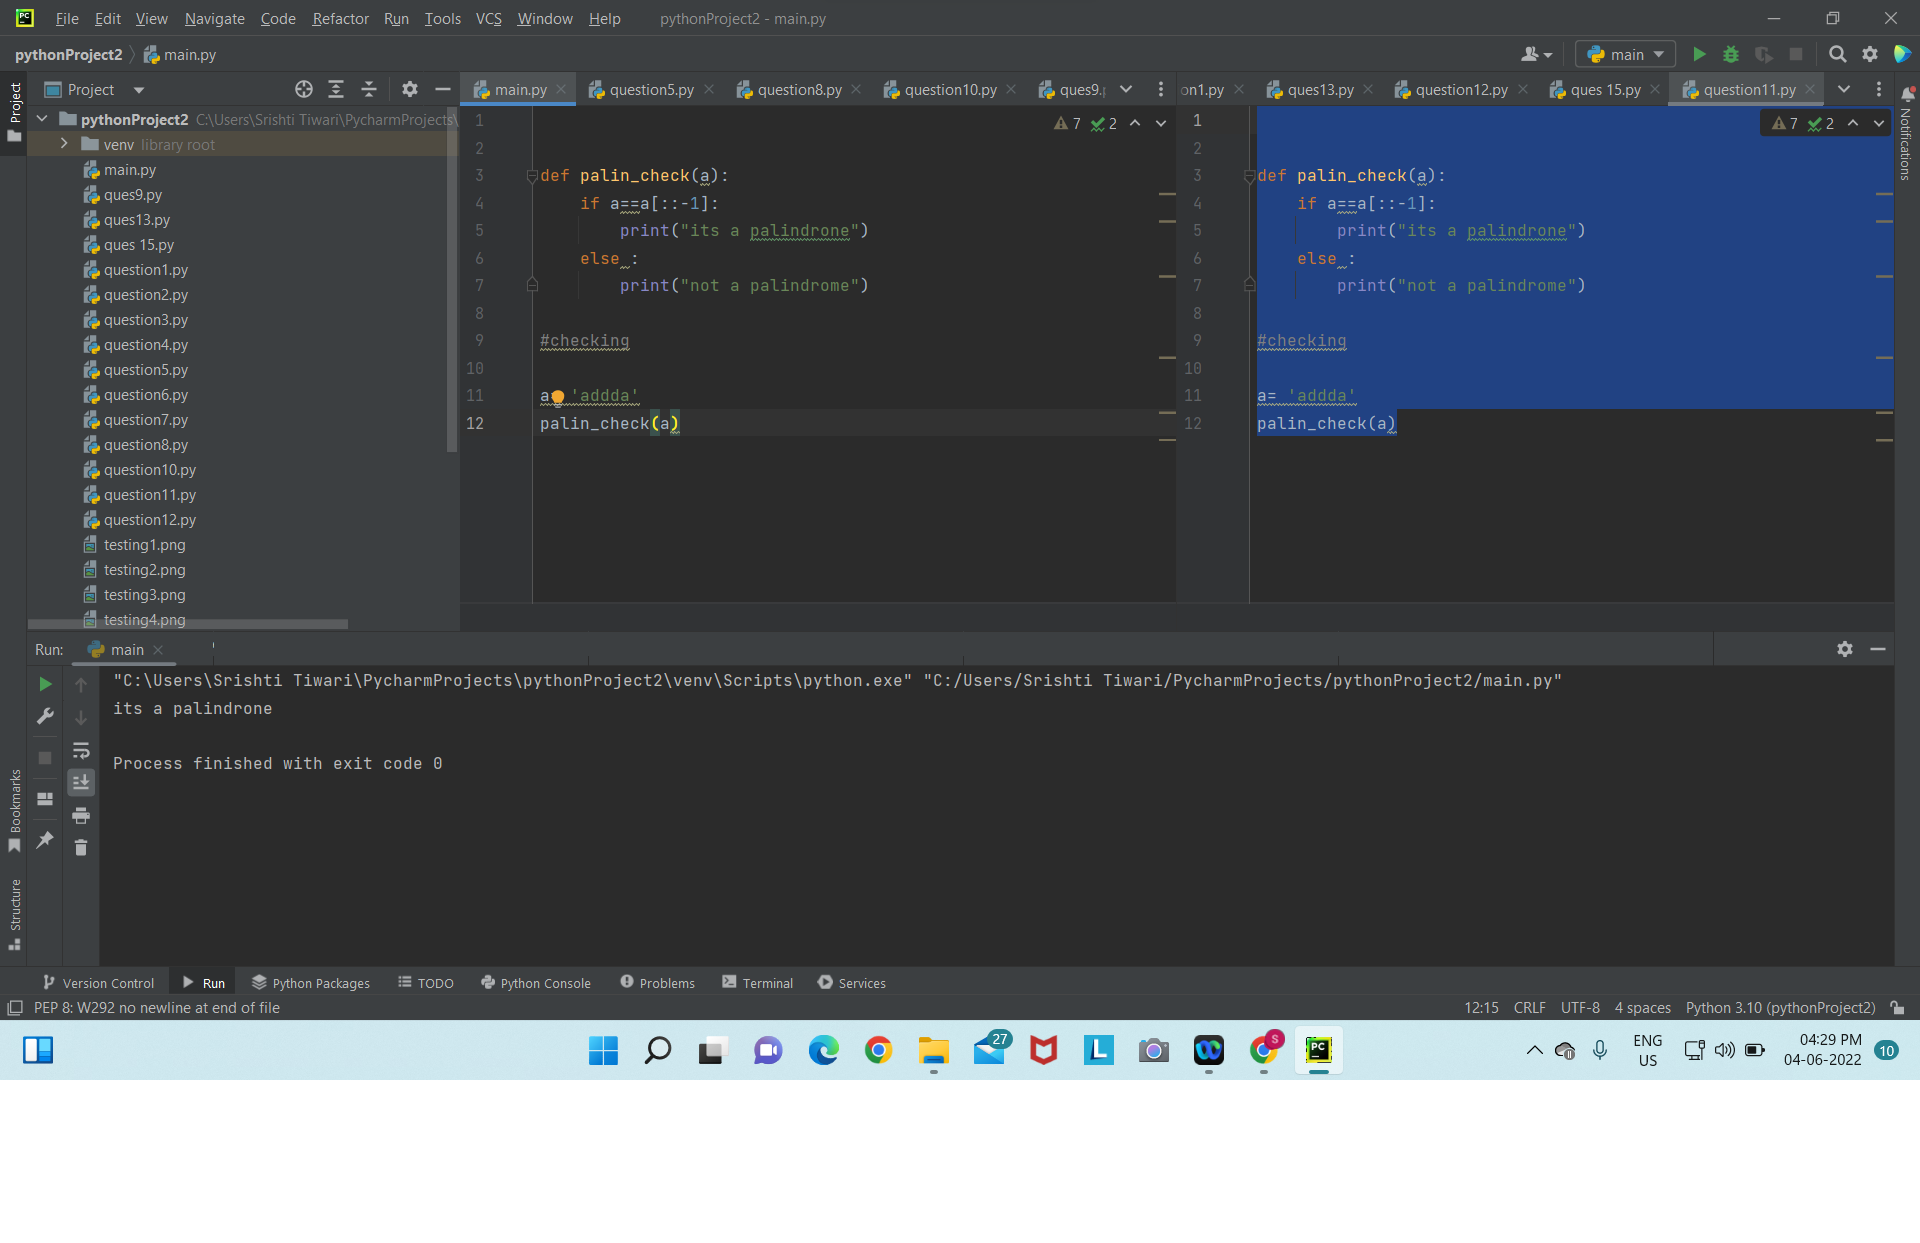 File Edit View Navigate Code Refactor Run Tools VCS Window Help pythonProject2 - main.py
pythonProject2 main.py main
Project
Project
main.py question5.py question8.py question10.py ques9.p on1.py ques13.py question12.py ques 15.py question11.py
Notifications
pythonProject2 C:\Users\Srishti Tiwari\PycharmProjects\
venv library root
main.py
ques9.py
ques13.py
ques 15.py
question1.py
question2.py
question3.py
question4.py
question5.py
question6.py
question7.py
question8.py
question10.py
question11.py
question12.py
testing1.png
testing2.png
testing3.png
testing4.png
7 2
1
2
3 def palin_check(a):
4 if a==a[::-1]:
5 print("its a palindrone")
6 else :
7 print("not a palindrome")
8
9 #checking
10
11 a 'addda'
12 palin_check(a)
7 2
1
2
3 def palin_check(a):
4 if a==a[::-1]:
5 print("its a palindrone")
6 else :
7 print("not a palindrome")
8
9 #checking
10
11 a= 'addda'
12 palin_check(a)
Run: main
"C:\Users\Srishti Tiwari\PycharmProjects\pythonProject2\venv\Scripts\python.exe" "C:/Users/Srishti Tiwari/PycharmProjects/pythonProject2/main.py"
its a palindrone
Process finished with exit code 0
Bookmarks
Structure
Version Control Run Python Packages TODO Python Console Problems Terminal Services
PEP 8: W292 no newline at end of file 12:15 CRLF UTF-8 4 spaces Python 3.10 (pythonProject2)
27 S PC
ENG
US
04:29 PM
04-06-2022
10